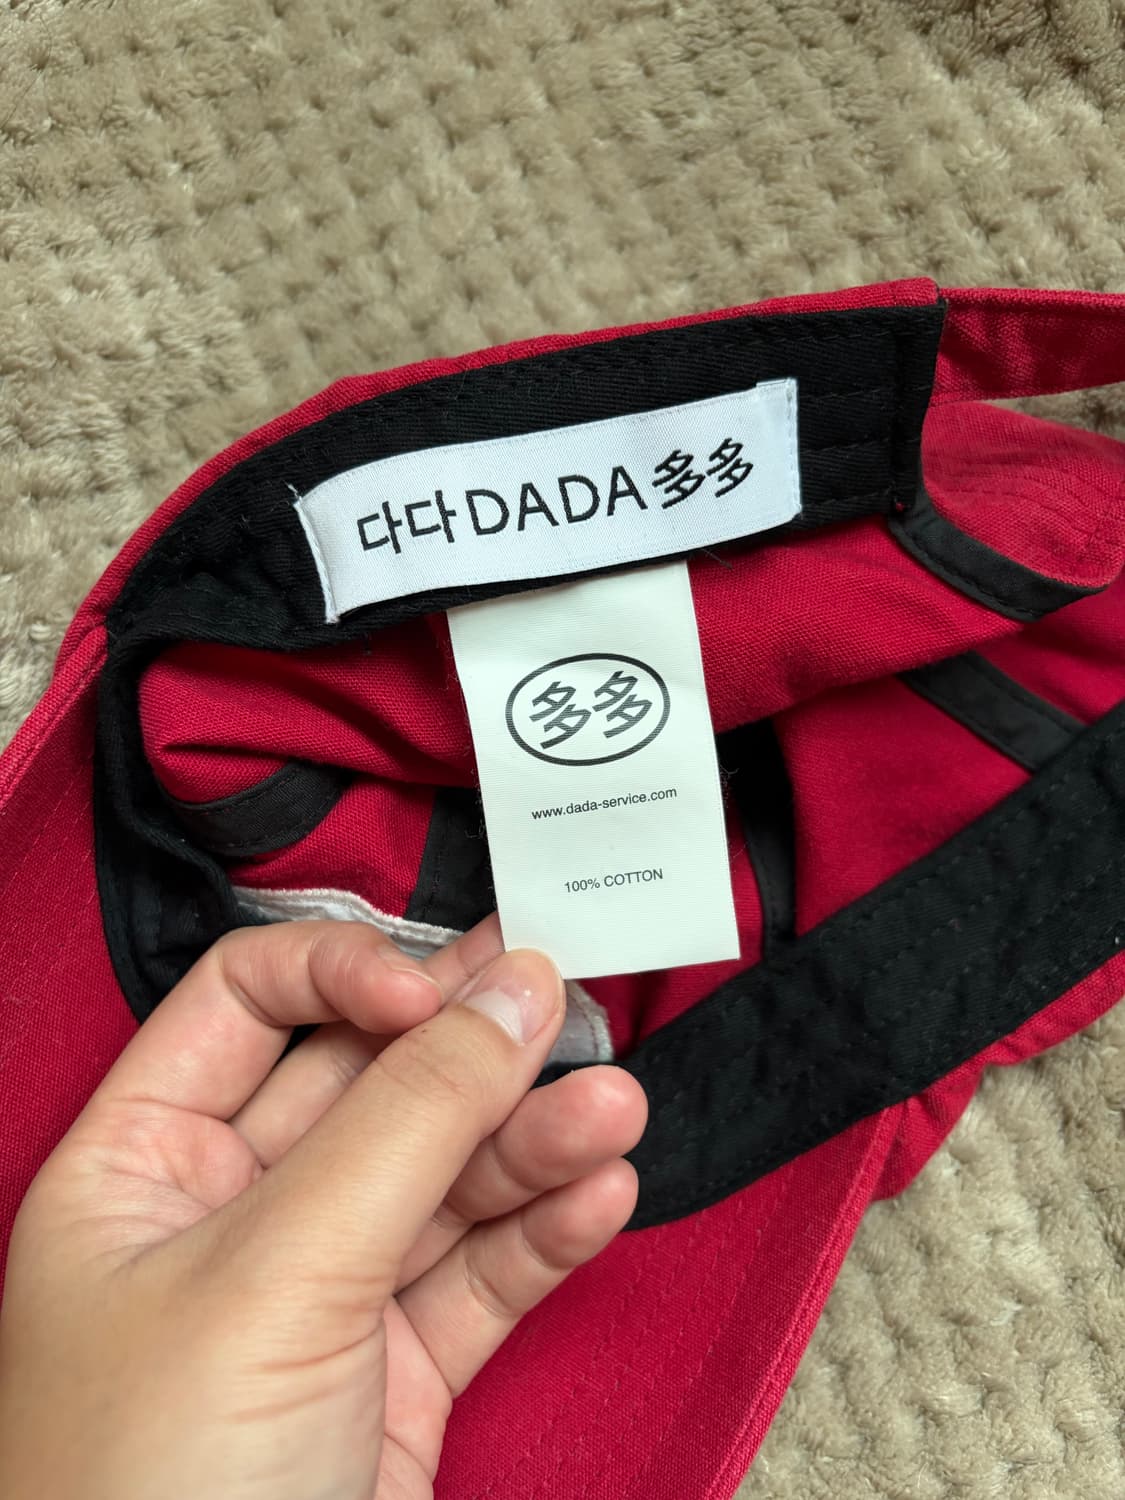 다다DADA多多
多多
www.dada-service.com
100% COTTON